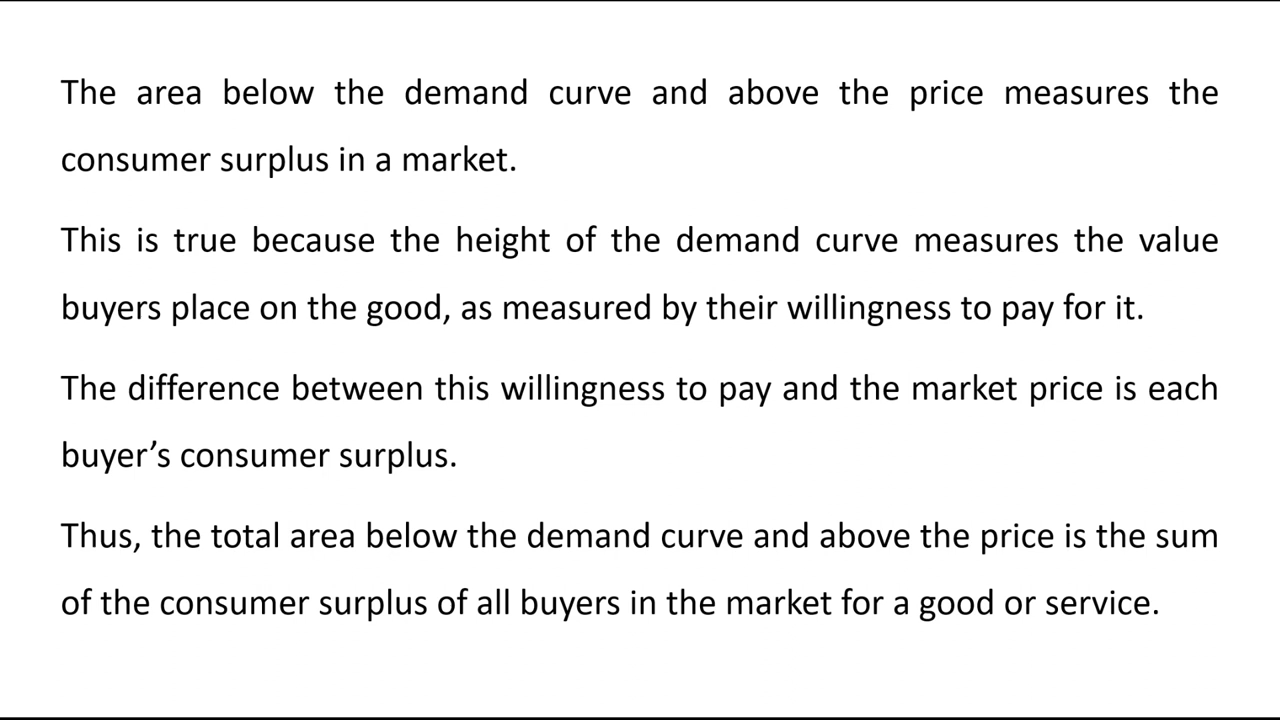 The area below the demand curve and above the price measures the
consumer surplus in a market.
This is true because the height of the demand curve measures the value
buyers place on the good, as measured by their willingness to pay for it.
The difference between this willingness to pay and the market price is each
buyer’s consumer surplus.
Thus, the total area below the demand curve and above the price is the sum
of the consumer surplus of all buyers in the market for a good or service.